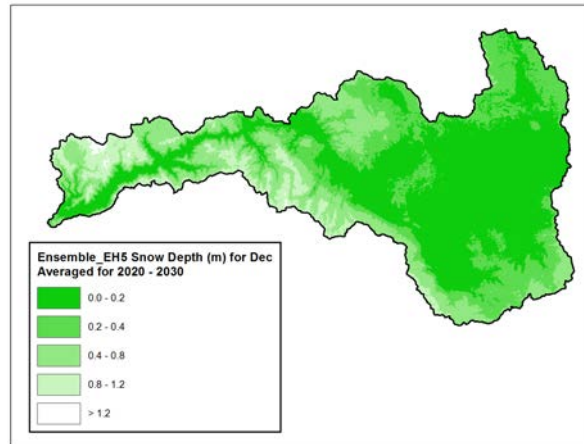 Ensemble_EH5 Snow Depth (m) for Dec
Averaged for 2020 - 2030
0.0 - 0.2
0.2 - 0.4
0.4 - 0.8
0.8 - 1.2
> 1.2